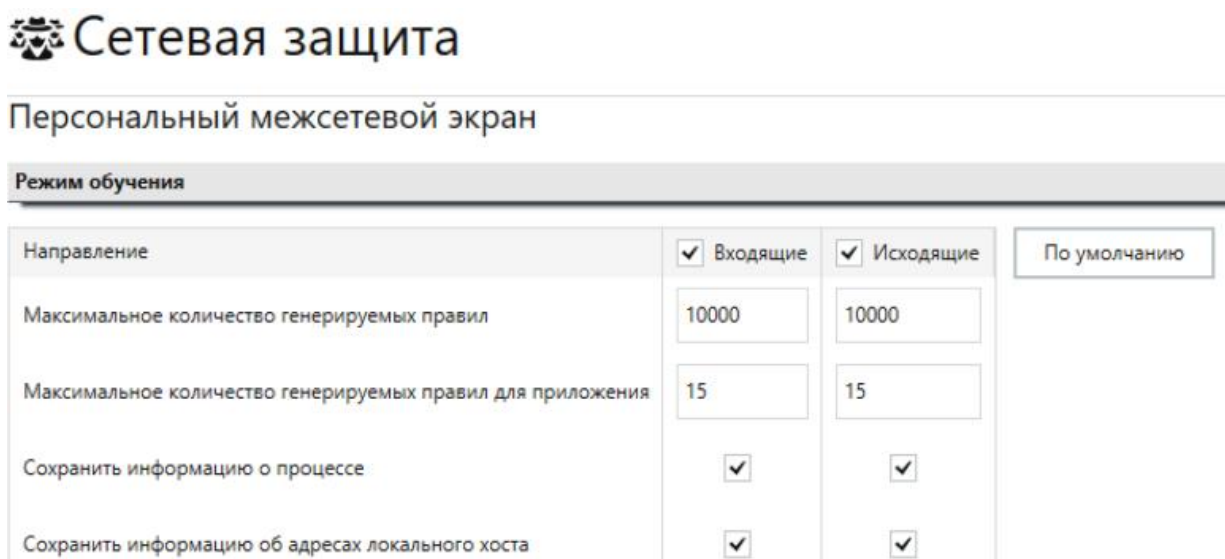 Сетевая защита
Персональный межсетевой экран
Режим обучения
Направление Входящие Исходящие По умолчанию
Максимальное количество генерируемых правил 10000 10000
Максимальное количество генерируемых правил для приложения 15 15
Сохранить информацию о процессе
Сохранить информацию об адресах локального хоста